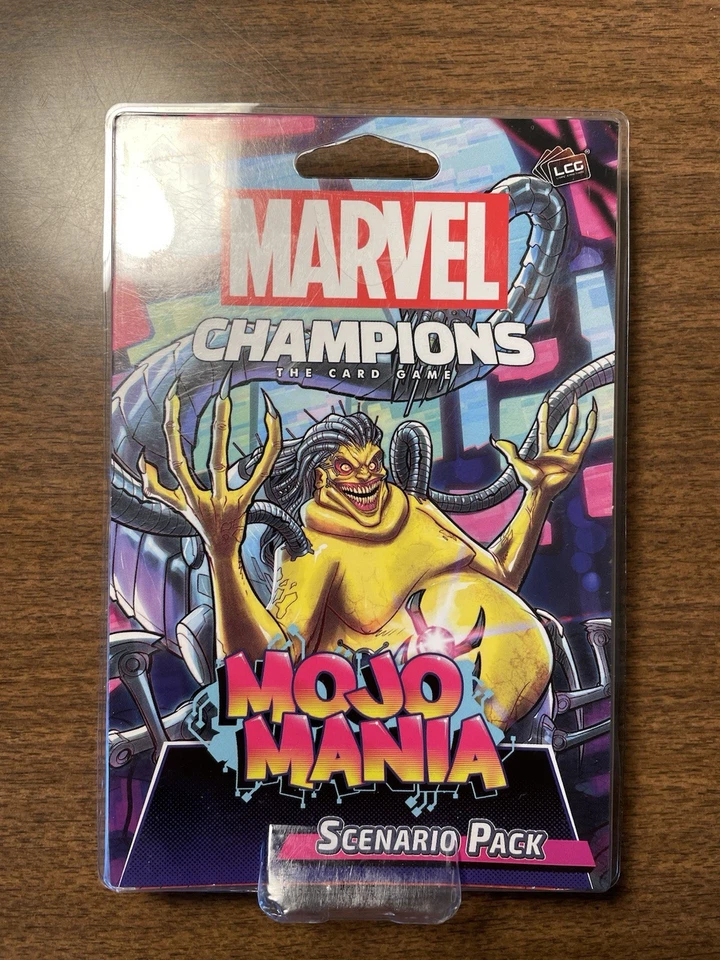 LCG
MARVEL
CHAMPIONS
THE CARD GAME
MOJO
MANIA
SCENARIO PACK